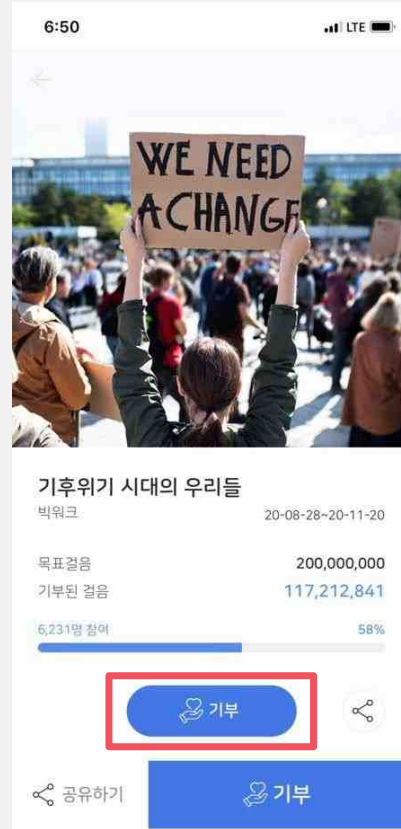 6:50 LTE
WE NEED
A CHANGE
기후위기 시대의 우리들
빅워크 20-08-28~20-11-20
목표걸음 200,000,000
기부된 걸음 117,212,841
6,231명 참여 58%
기부
공유하기 기부